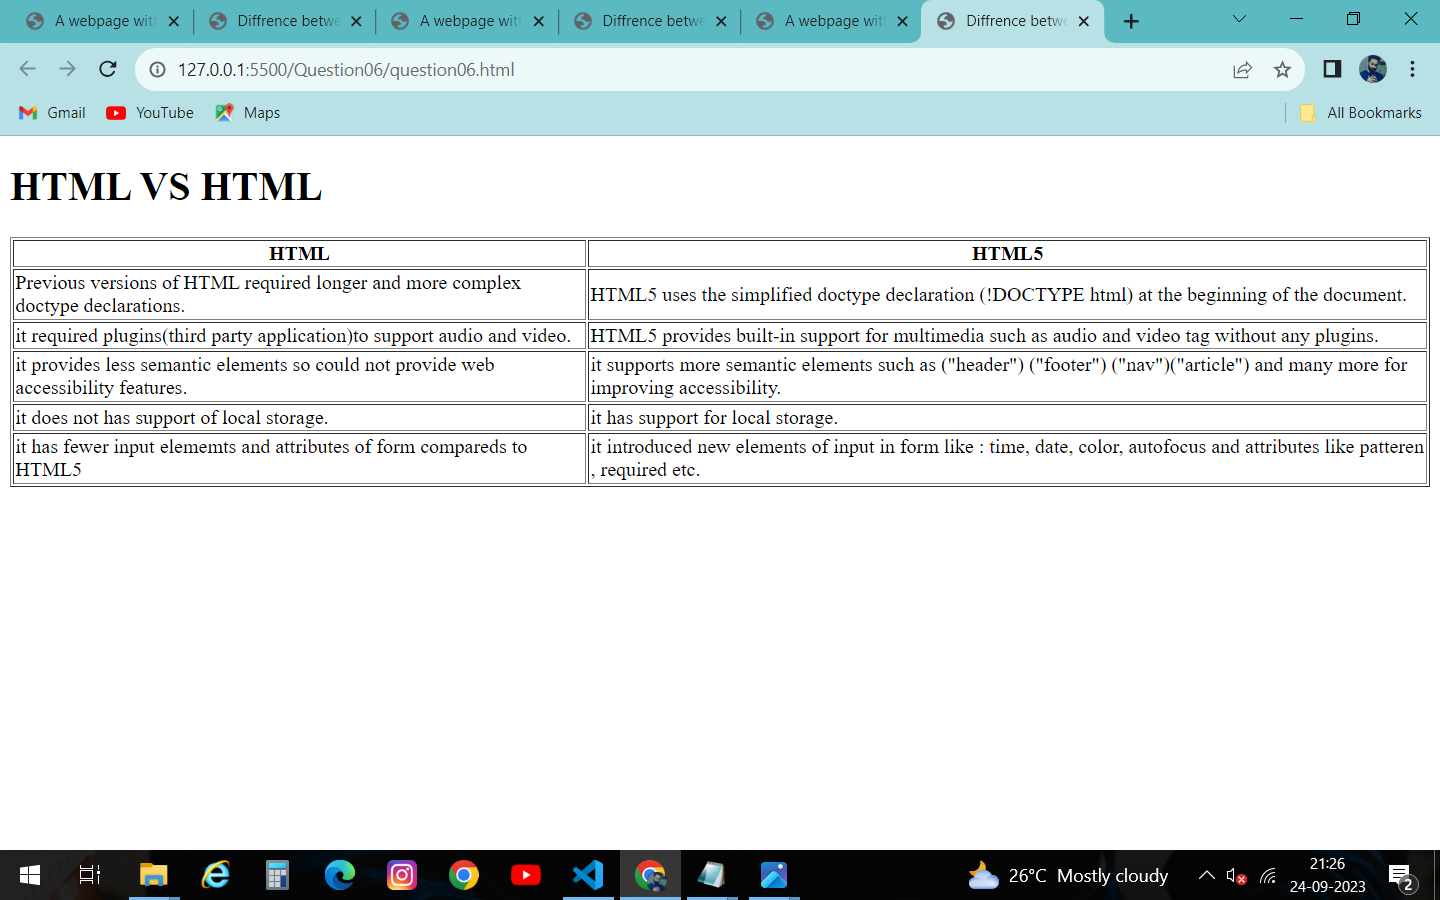 A webpage with
Diffrence betwe
A webpage with
Diffrence betwe
A webpage with
Diffrence betwe
127.0.0.1:5500/Question06/question06.html
Gmail
YouTube
Maps
All Bookmarks
HTML VS HTML
HTML
HTML5
Previous versions of HTML required longer and more complex
doctype declarations.
HTML5 uses the simplified doctype declaration (!DOCTYPE html) at the beginning of the document.
it required plugins(third party application)to support audio and video.
HTML5 provides built-in support for multimedia such as audio and video tag without any plugins.
it provides less semantic elements so could not provide web
accessibility features.
it supports more semantic elements such as ("header") ("footer") ("nav")("article") and many more for
improving accessibility.
it does not has support of local storage.
it has support for local storage.
it has fewer input elememts and attributes of form compareds to
HTML5
it introduced new elements of input in form like : time, date, color, autofocus and attributes like patteren
, required etc.
26°C Mostly cloudy
21:26
24-09-2023
2